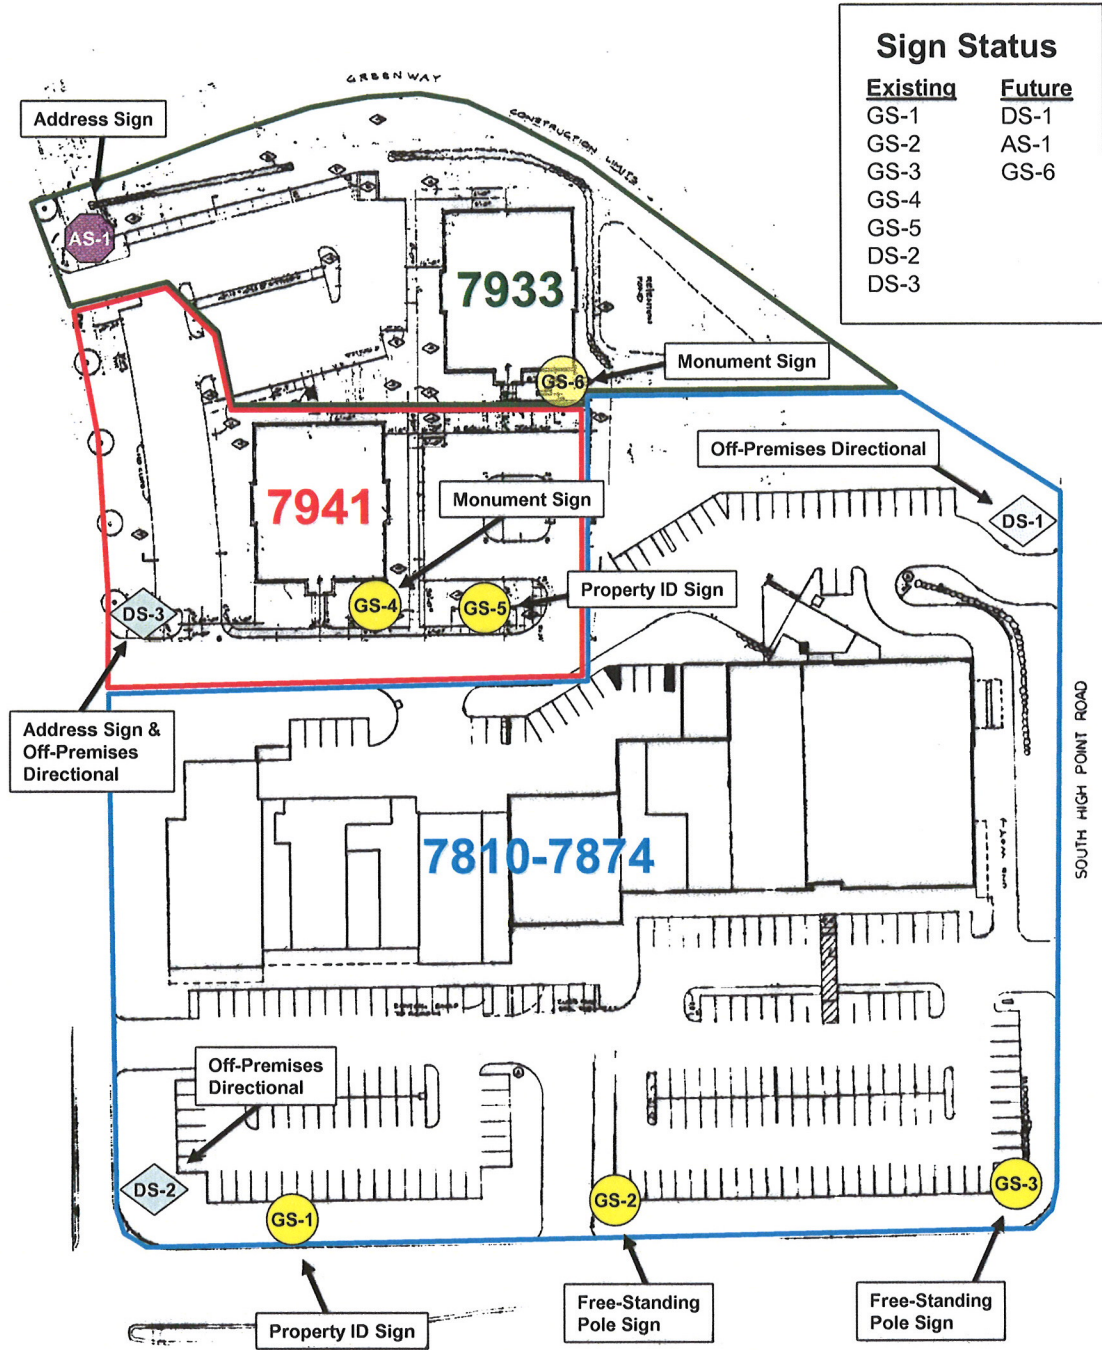 Sign Status
Existing Future
GS-1 DS-1
GS-2 AS-1
GS-3 GS-6
GS-4
GS-5
DS-2
DS-3
GREENWAY
CONSTRUCTION LIMITS
Address Sign
AS-1
7933
GS-6
Monument Sign
Off-Premises Directional
DS-1
7941
Monument Sign
GS-4
GS-5
Property ID Sign
DS-3
Address Sign &
Off-Premises
Directional
SOUTH HIGH POINT ROAD
7810-7874
Off-Premises
Directional
DS-2
GS-1
GS-2
GS-3
Property ID Sign
Free-Standing
Pole Sign
Free-Standing
Pole Sign